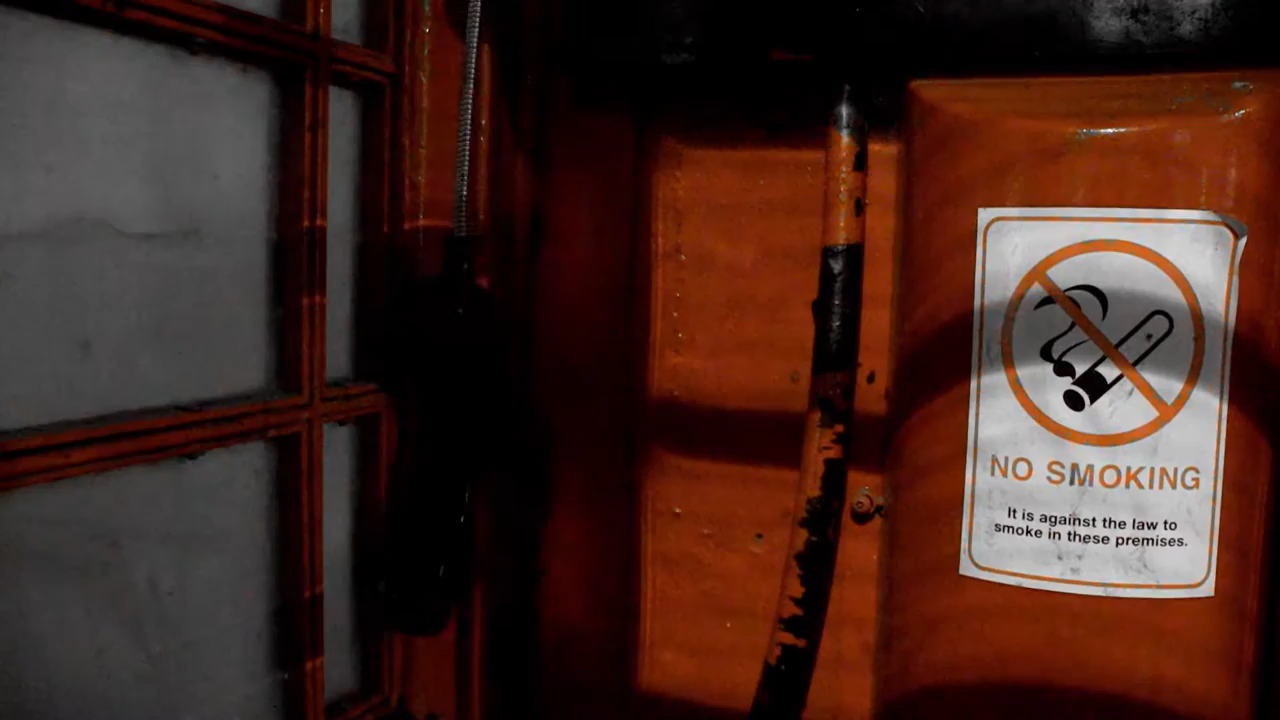 NO SMOKING
It is against the law to
smoke in these premises.